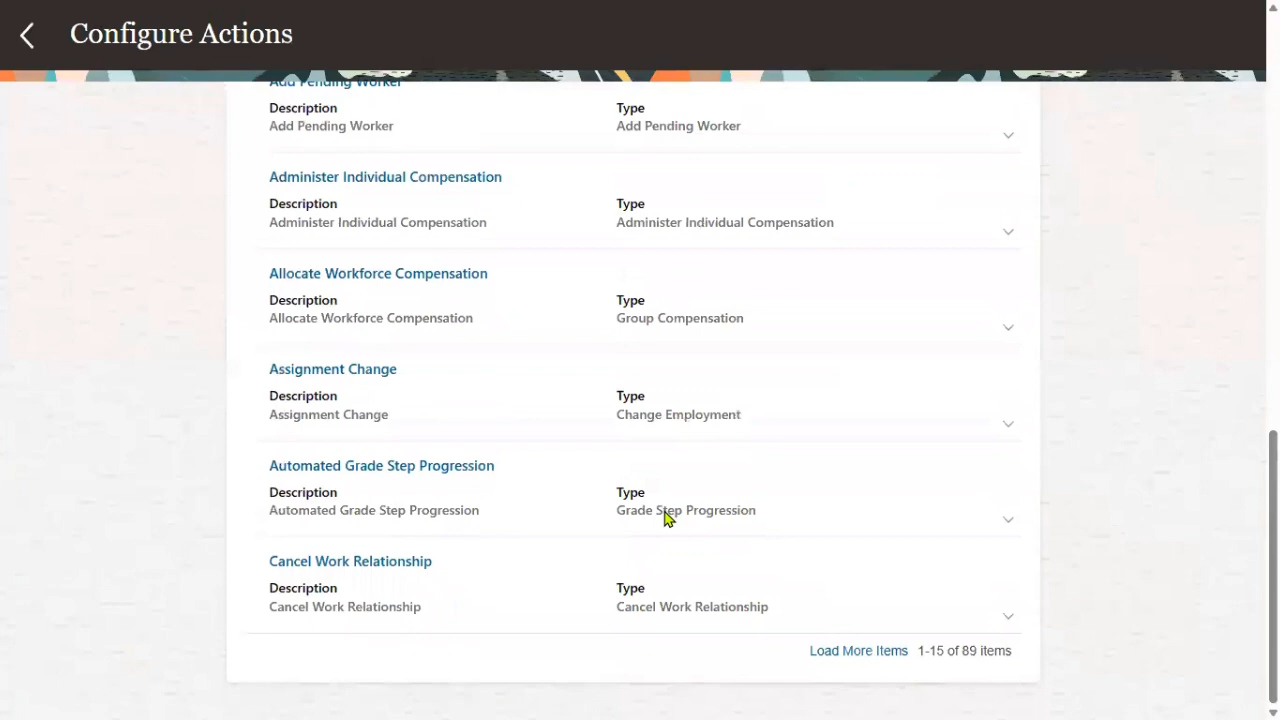 Configure Actions
Add Pending Worker
Description Type
Add Pending Worker Add Pending Worker
Administer Individual Compensation
Description Type
Administer Individual Compensation Administer Individual Compensation
Allocate Workforce Compensation
Description Type
Allocate Workforce Compensation Group Compensation
Assignment Change
Description Type
Assignment Change Change Employment
Automated Grade Step Progression
Description Type
Automated Grade Step Progression Grade Step Progression
Cancel Work Relationship
Description Type
Cancel Work Relationship Cancel Work Relationship
Load More Items 1-15 of 89 items